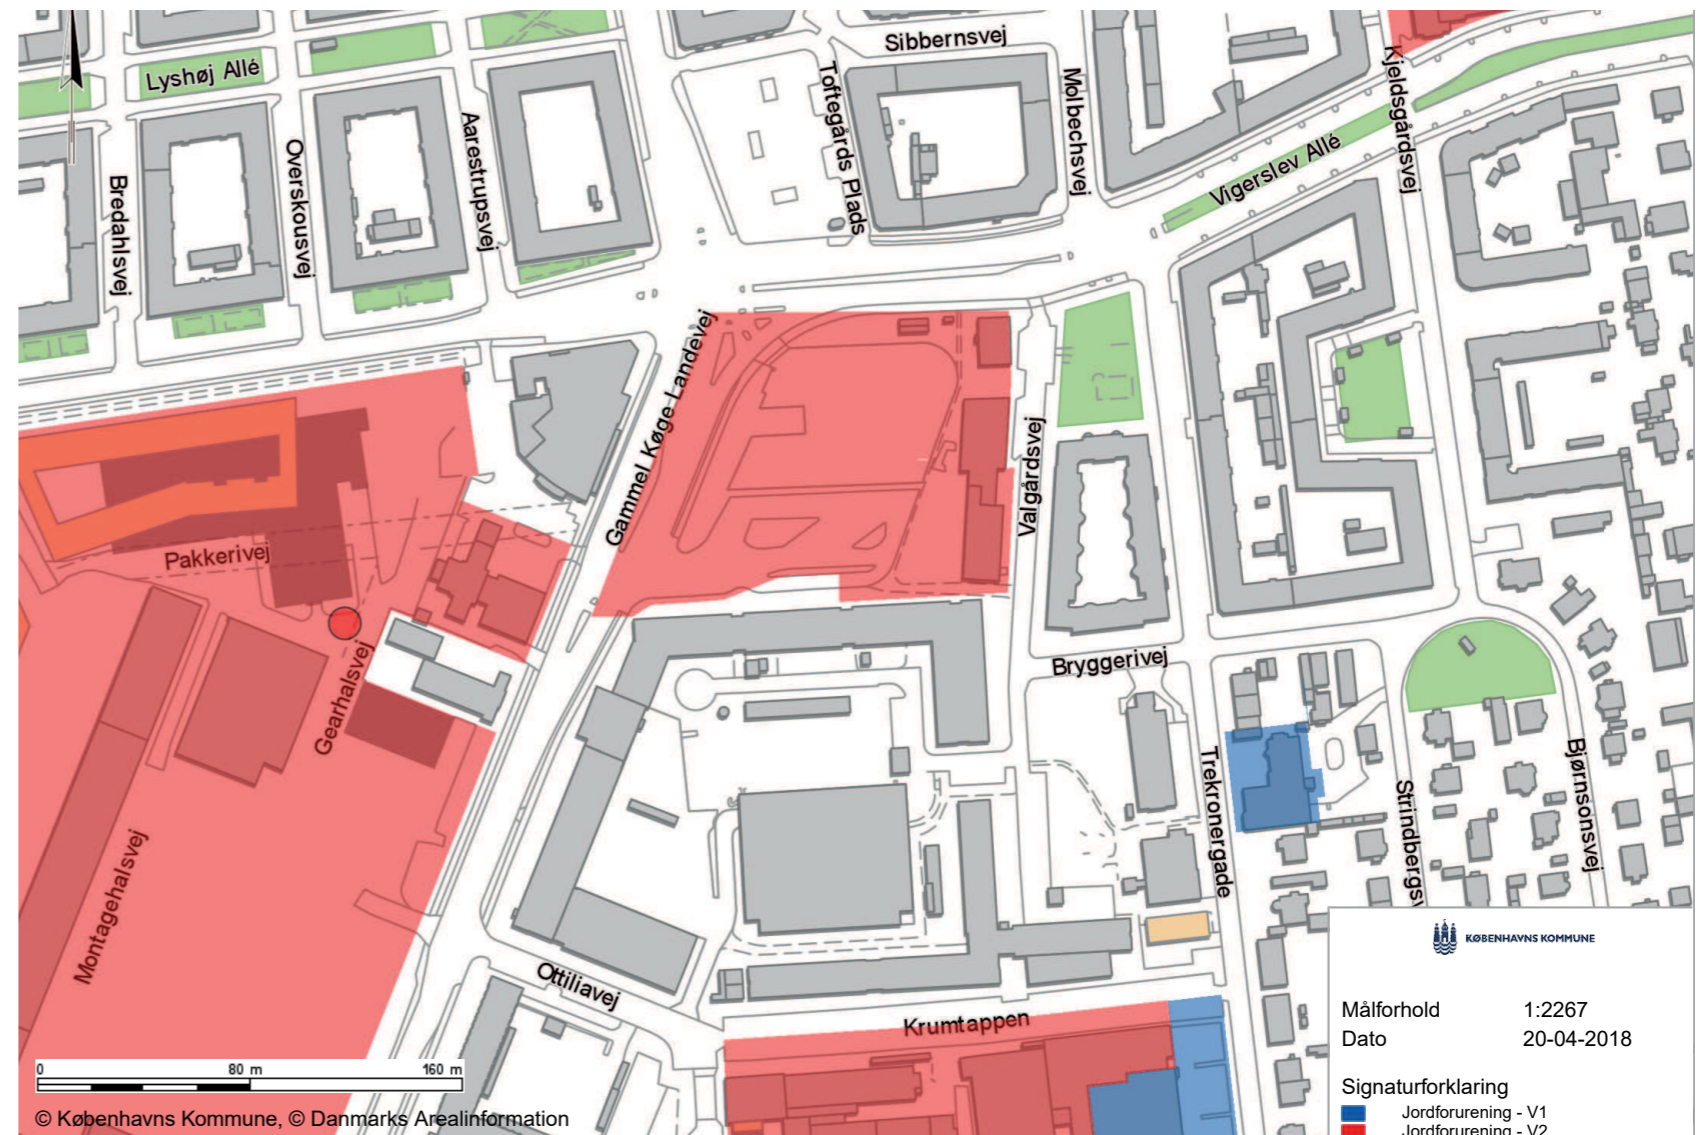 Sibbernsvej
Lyshøj Allé
Toftegårds Plads
Molbechsvej
Kjeldsgårdsvej
Aarestrupsvej
Overskousvej
Bredahlsvej
Vigerslev Allé
Gammel Køge Landevej
Valgårdsvej
Pakkerivej
Gearhalsvej
Bryggerivej
Trekronergade
Strindbergsv
Bjørnsonsvej
Montagehalsvej
Ottiliavej
Krumtappen
KØBENHAVNS KOMMUNE
Målforhold 1:2267
Dato 20-04-2018
Signaturforklaring
Jordforurening - V1
Jordforurening - V2
0 80 m 160 m
© Københavns Kommune, © Danmarks Arealinformation